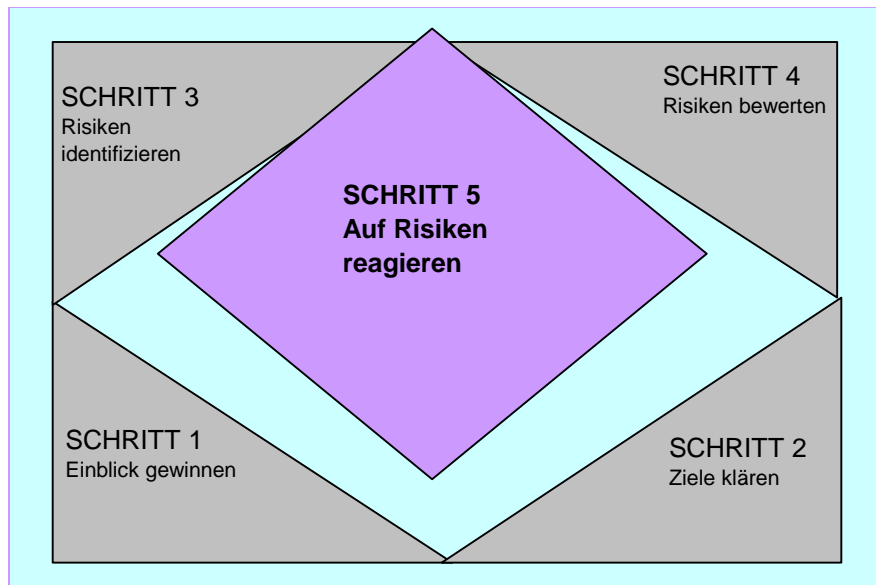 SCHRITT 3
Risiken
identifizieren
SCHRITT 4
Risiken bewerten
SCHRITT 5
Auf Risiken
reagieren
SCHRITT 1
Einblick gewinnen
SCHRITT 2
Ziele klären